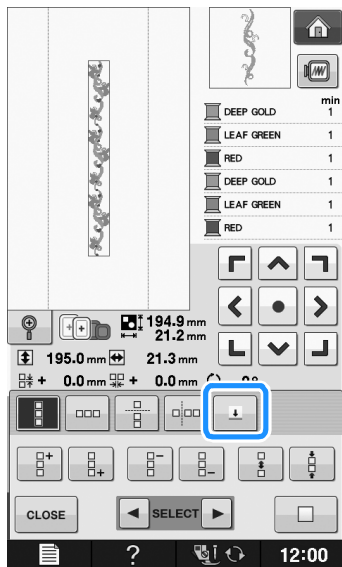 min
DEEP GOLD 1
LEAF GREEN 1
RED 1
DEEP GOLD 1
LEAF GREEN 1
RED 1
194.9 mm
21.2 mm
195.0 mm 21.3 mm
+ 0.0 mm + 0.0 mm
CLOSE SELECT
? 12:00